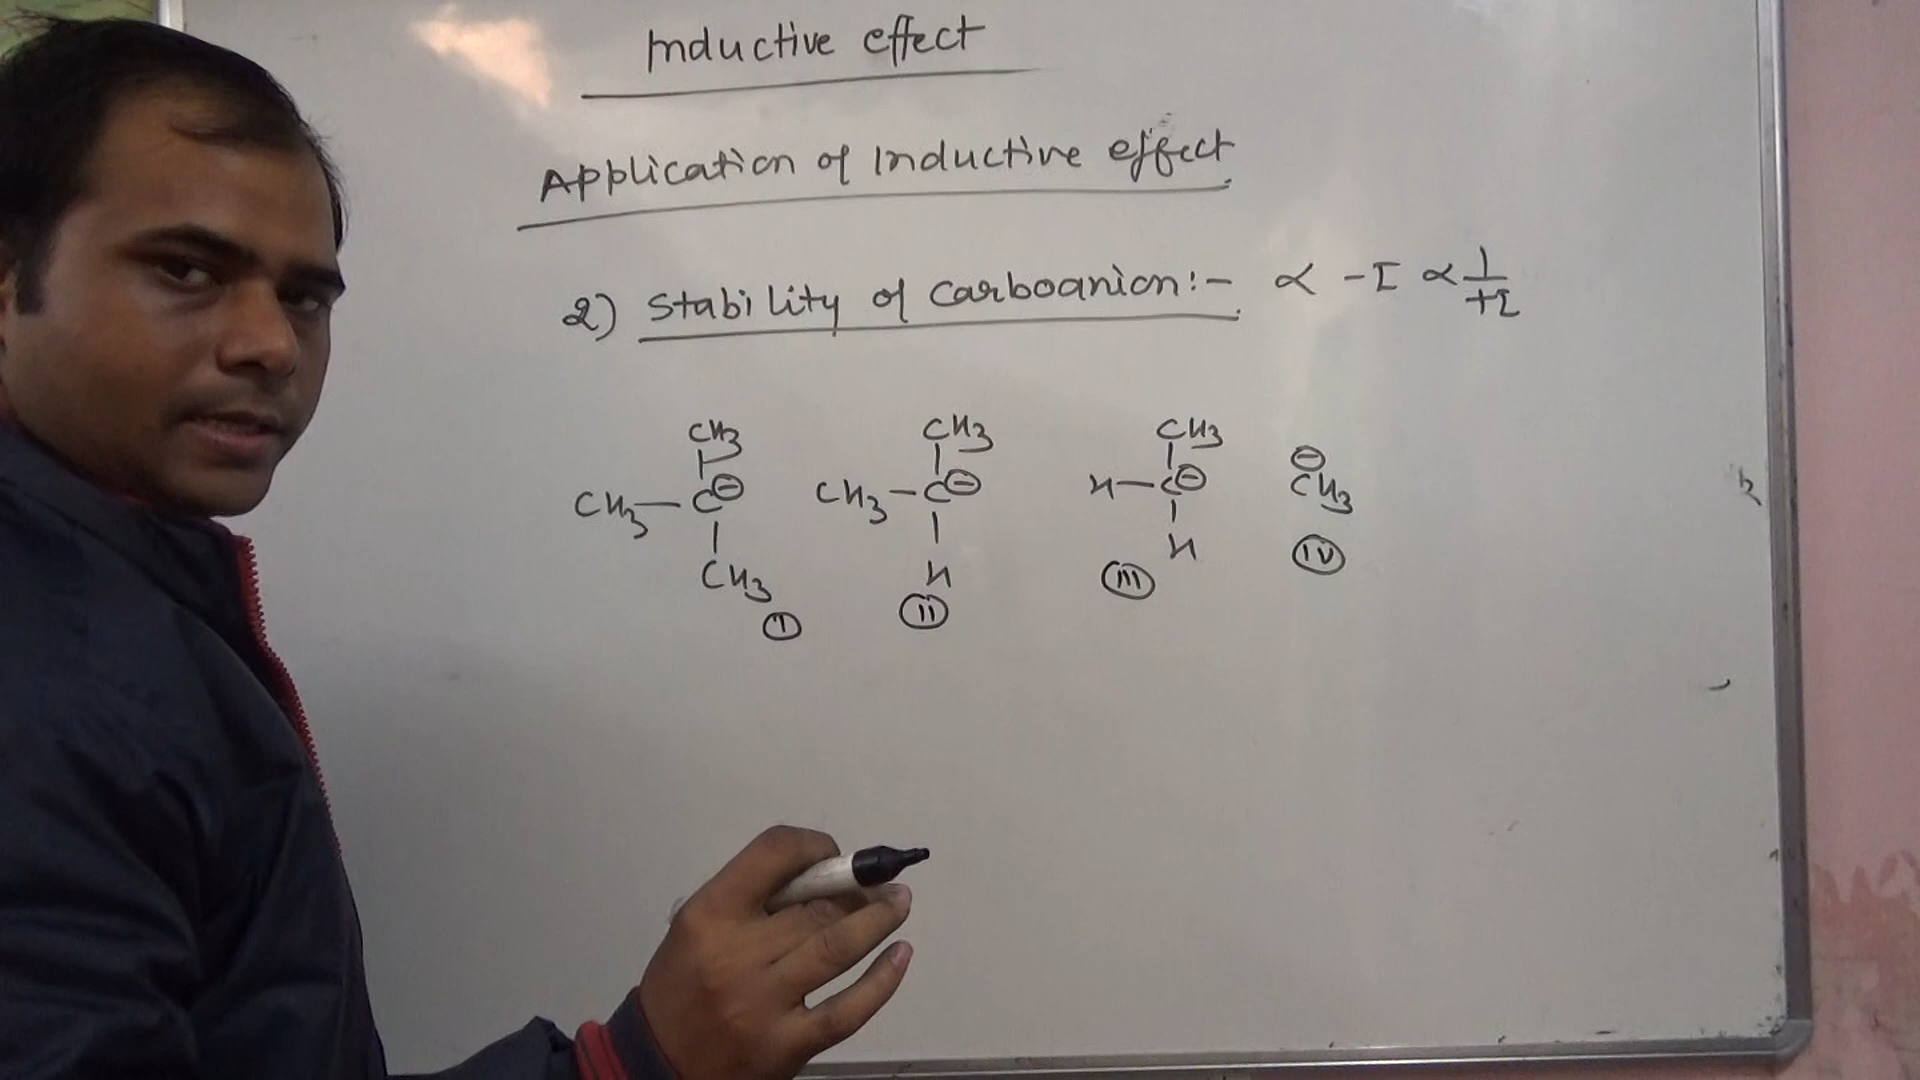 Inductive effect
Application of Inductive effect
2) Stability of Carboanion:- ∝ -I ∝ 1/+I
CH3 CH3 CH3 ⊖
CH3-C⊖ CH3-C⊖ H-C⊖ CH3
CH3 H H
I II III IV